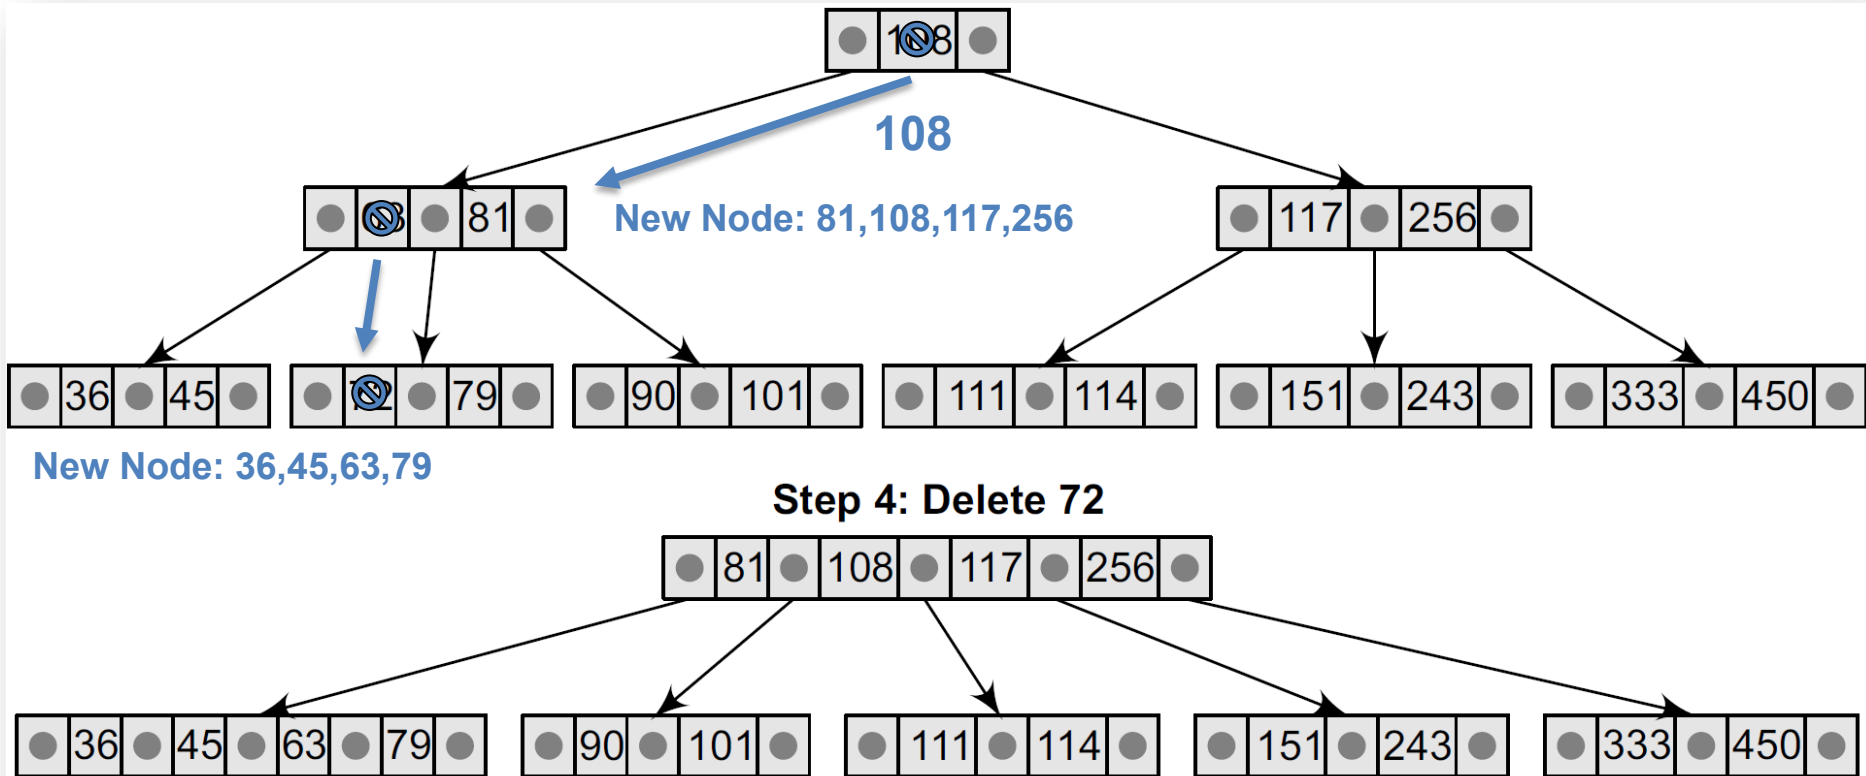 108
108
81
117 256
New Node: 81,108,117,256
36 45
79
90 101
111 114
151 243
333 450
New Node: 36,45,63,79
Step 4: Delete 72
81 108 117 256
36 45 63 79
90 101
111 114
151 243
333 450